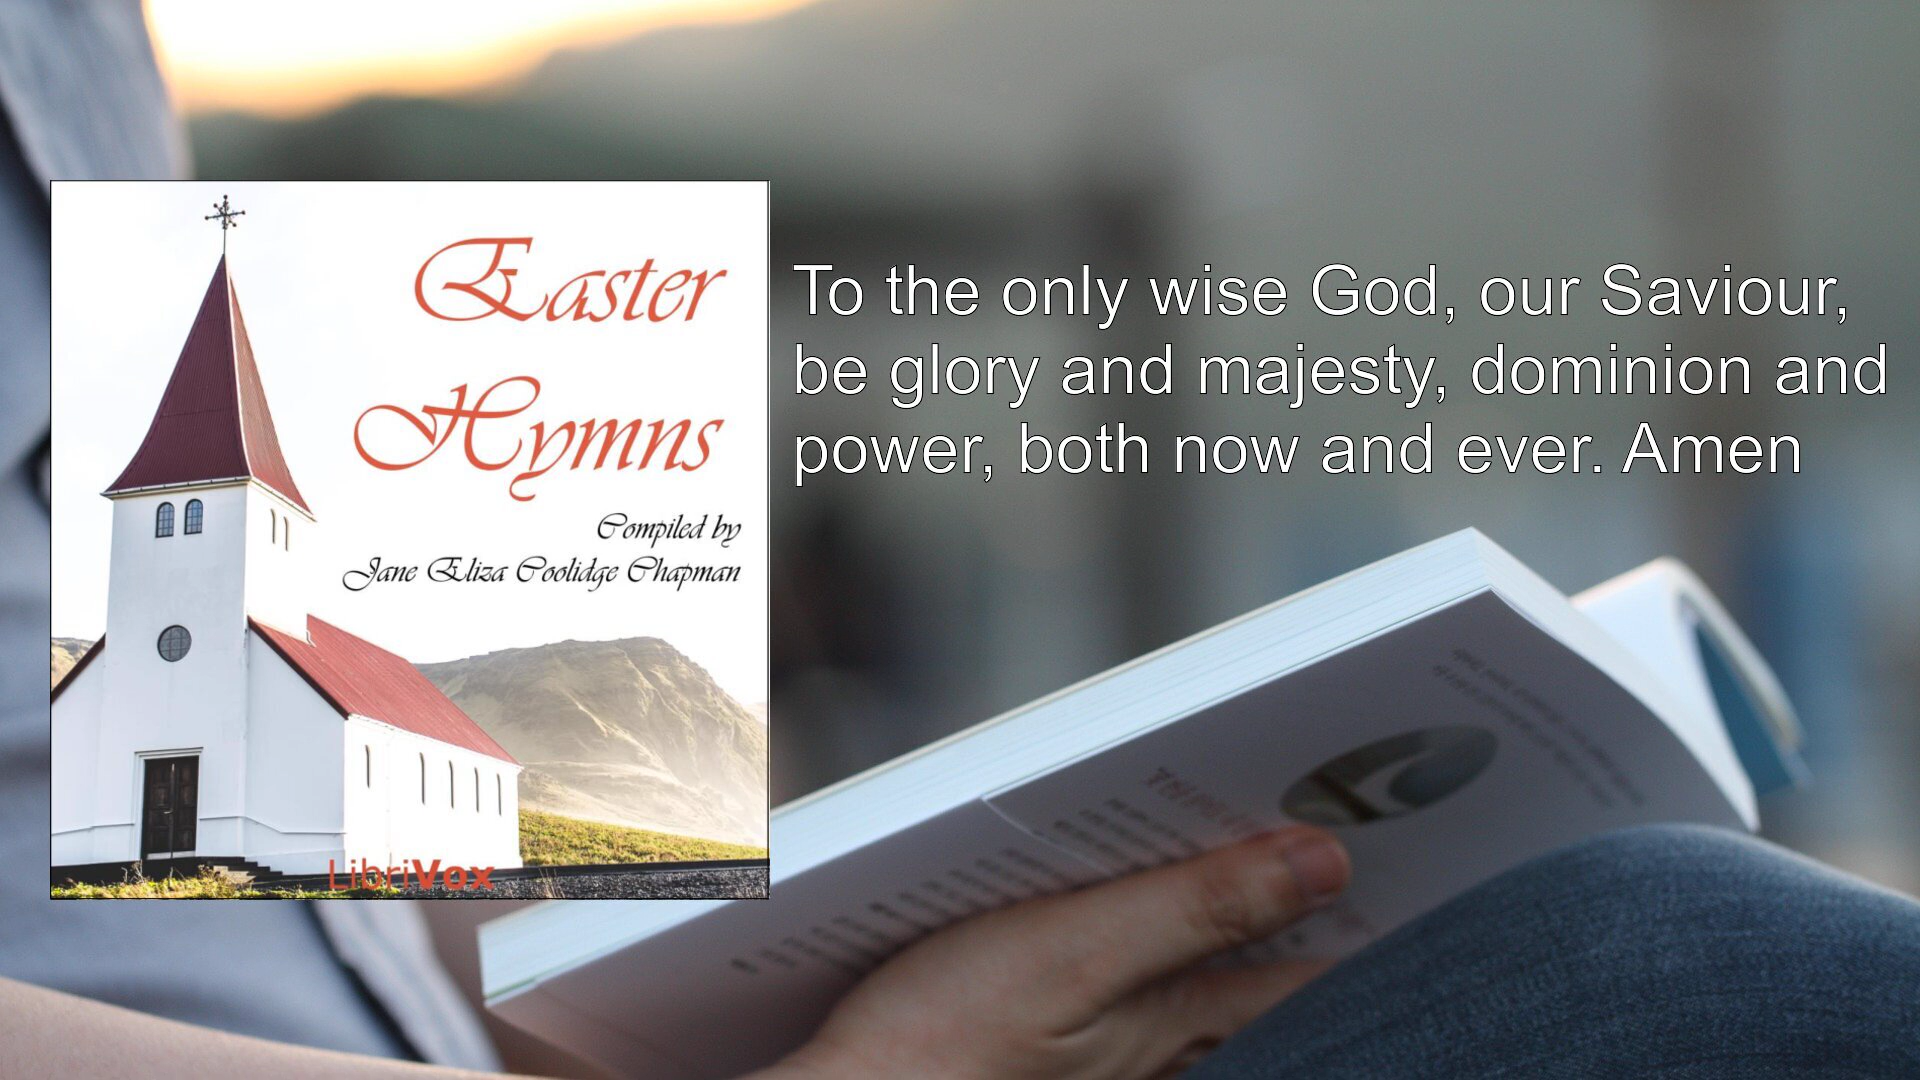 Easter
Hymns
Compiled by
Jane Eliza Coolidge Chapman
LibriVox
To the only wise God, our Saviour,
be glory and majesty, dominion and
power, both now and ever. Amen